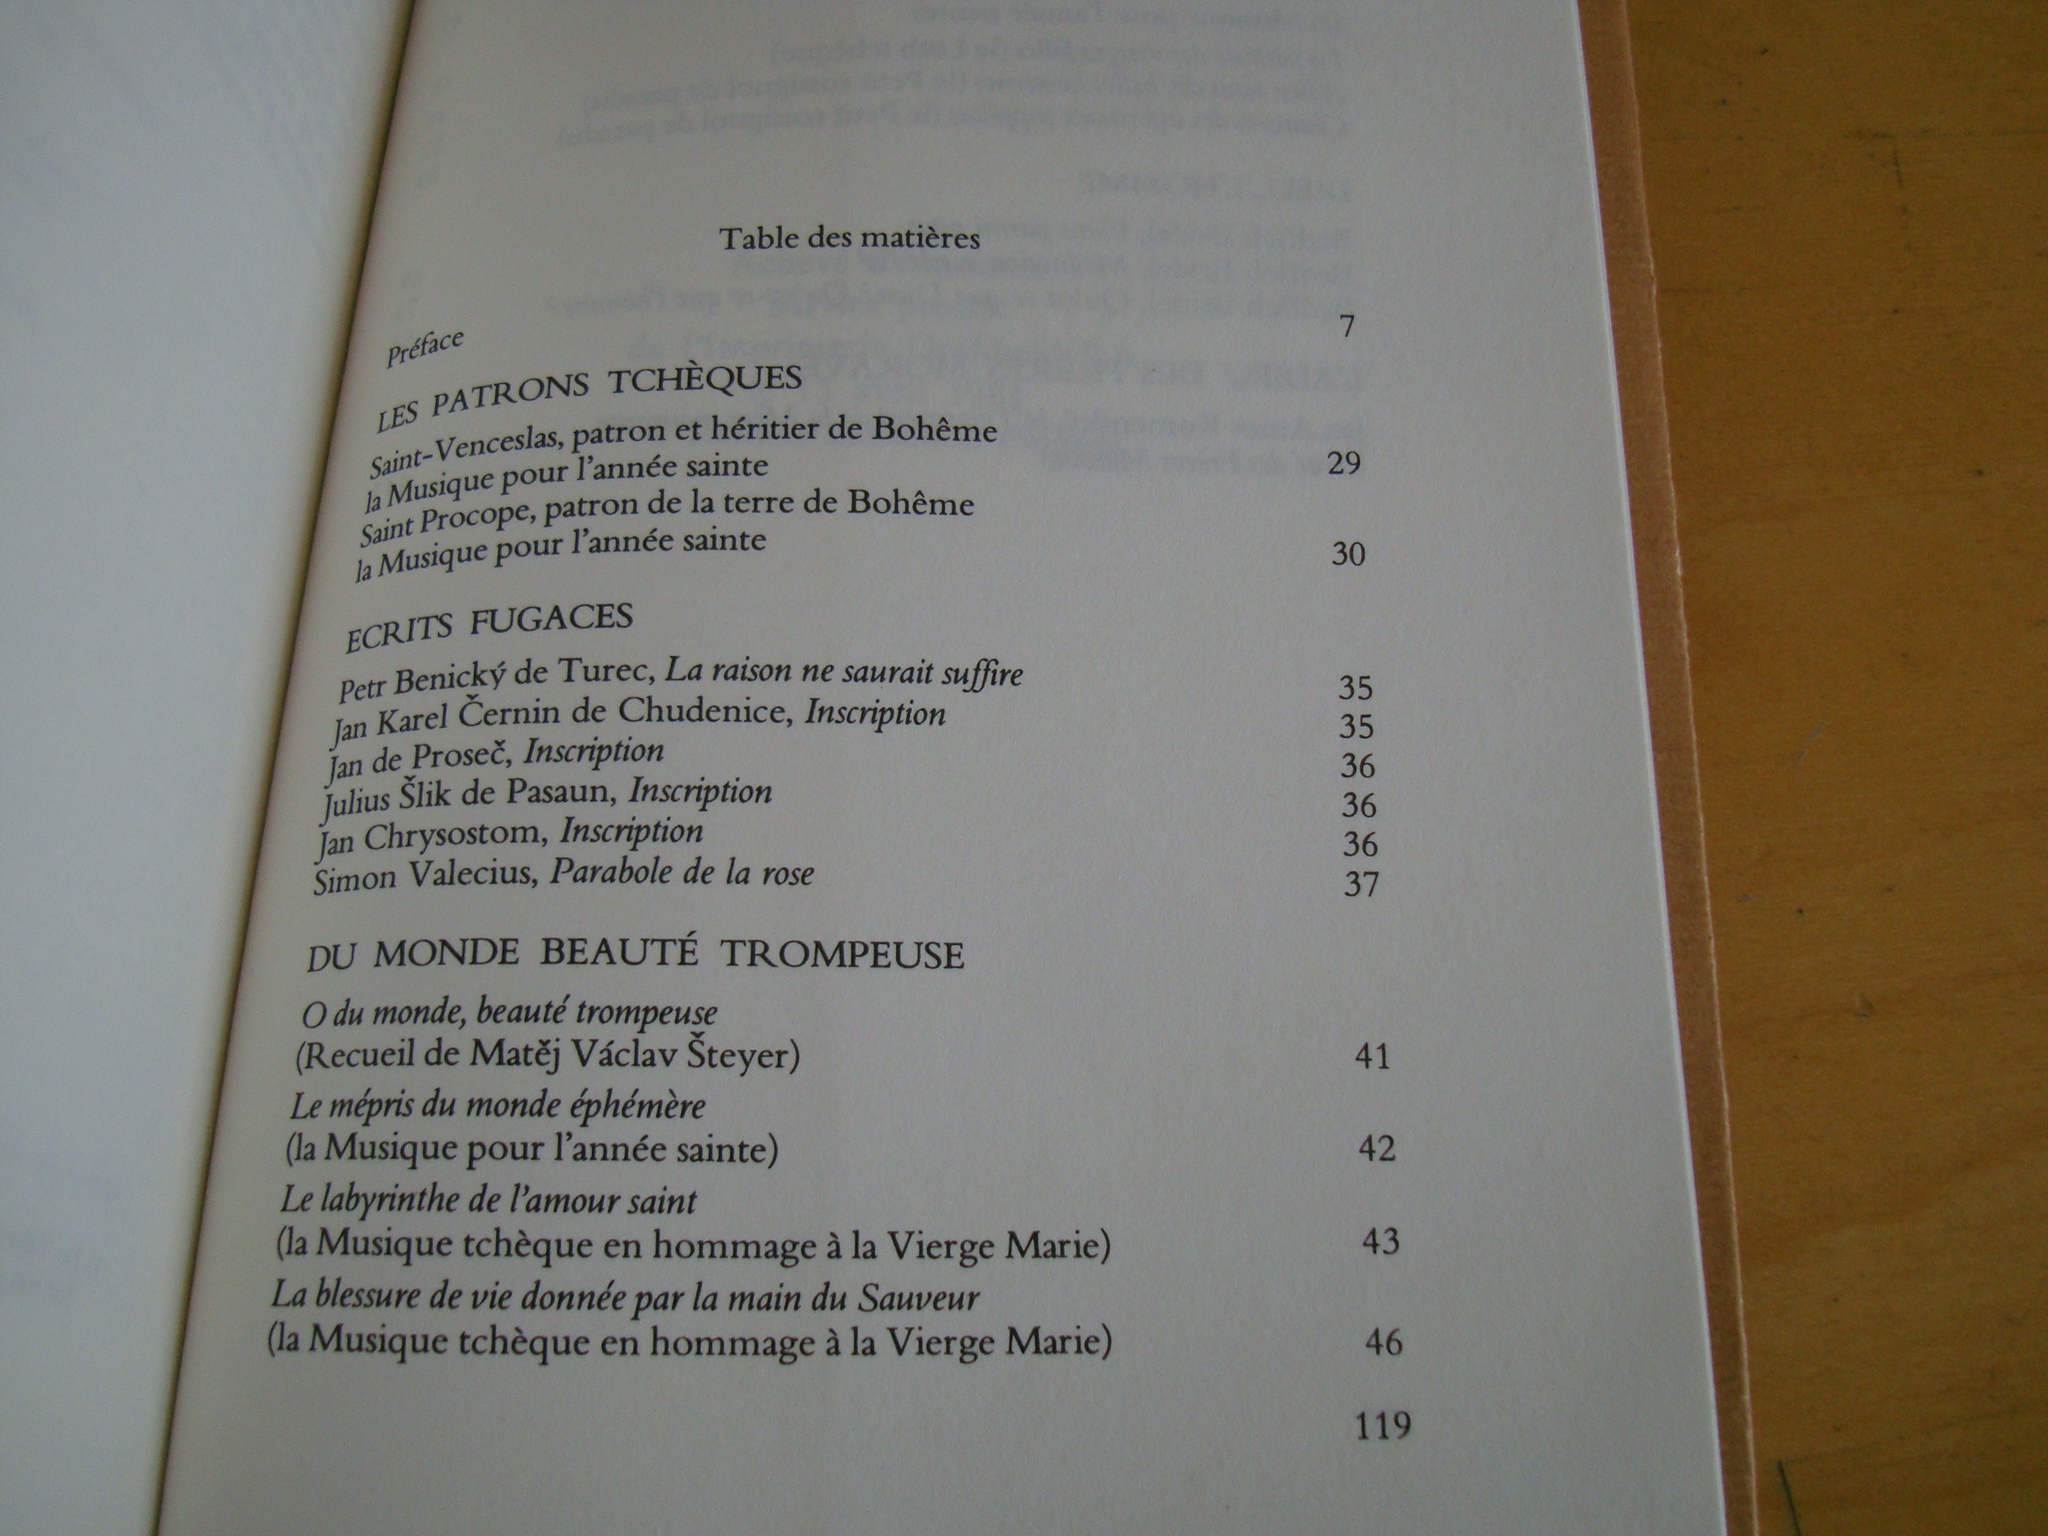 Table des matières
Préface 7
LES PATRONS TCHÈQUES
Saint-Venceslas, patron et héritier de Bohême
la Musique pour l'année sainte 29
Saint Procope, patron de la terre de Bohême
la Musique pour l'année sainte 30
ECRITS FUGACES
Petr Benický de Turec, La raison ne saurait suffire 35
Jan Karel Černin de Chudenice, Inscription 35
Jan de Proseč, Inscription 36
Julius Šlik de Pasaun, Inscription 36
Jan Chrysostom, Inscription 36
Simon Valecius, Parabole de la rose 37
DU MONDE BEAUTÉ TROMPEUSE
O du monde, beauté trompeuse
(Recueil de Matěj Václav Šteyer) 41
Le mépris du monde éphémère
(la Musique pour l'année sainte) 42
Le labyrinthe de l'amour saint
(la Musique tchèque en hommage à la Vierge Marie) 43
La blessure de vie donnée par la main du Sauveur
(la Musique tchèque en hommage à la Vierge Marie) 46
119